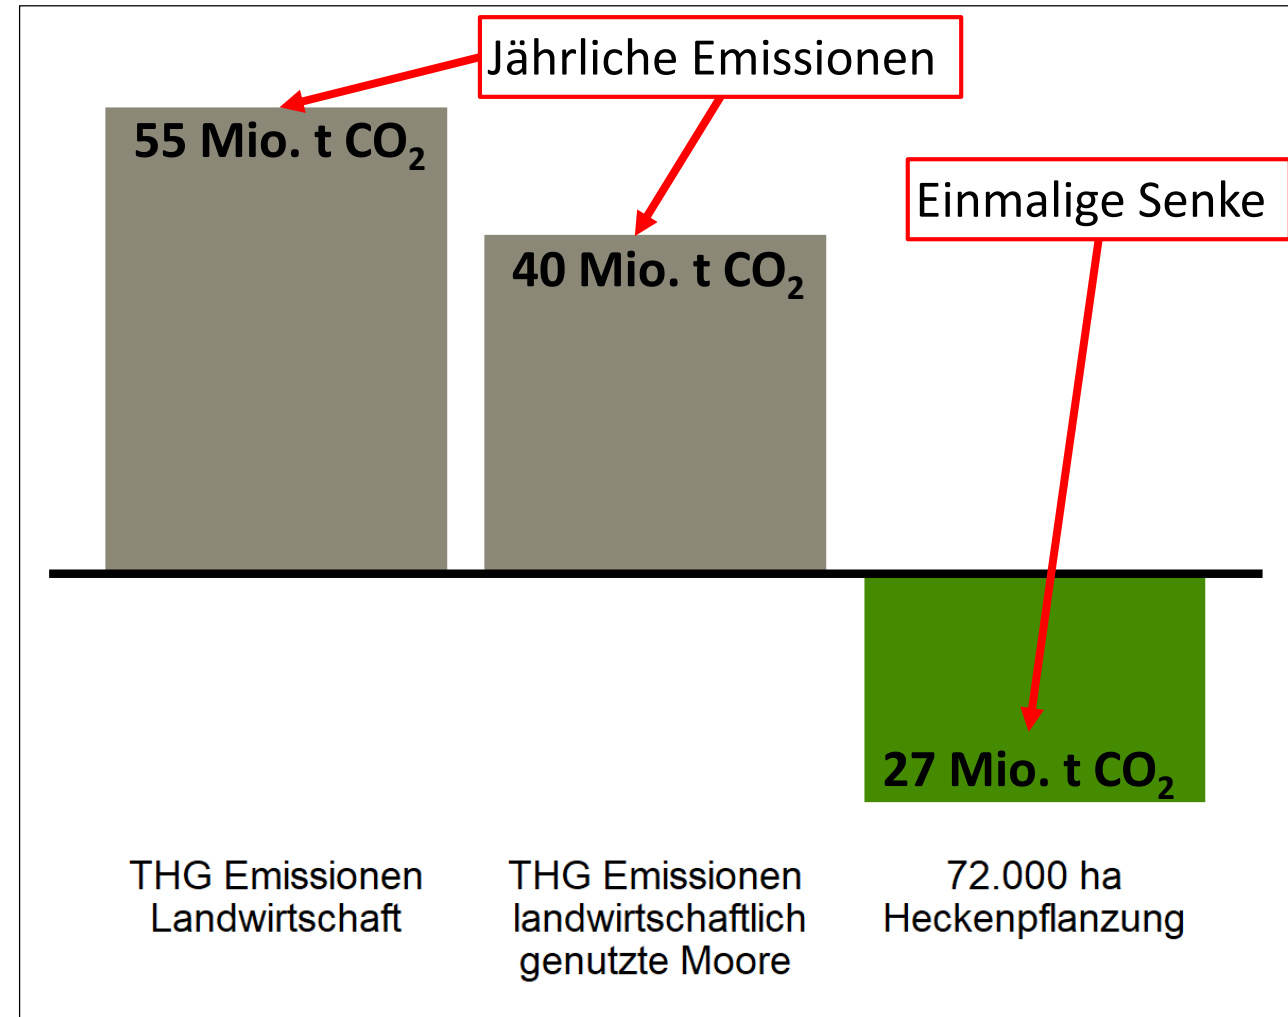 Jährliche Emissionen
55 Mio. t CO₂
Einmalige Senke
40 Mio. t CO₂
27 Mio. t CO₂
THG Emissionen
Landwirtschaft
THG Emissionen
landwirtschaftlich
genutzte Moore
72.000 ha
Heckenpflanzung